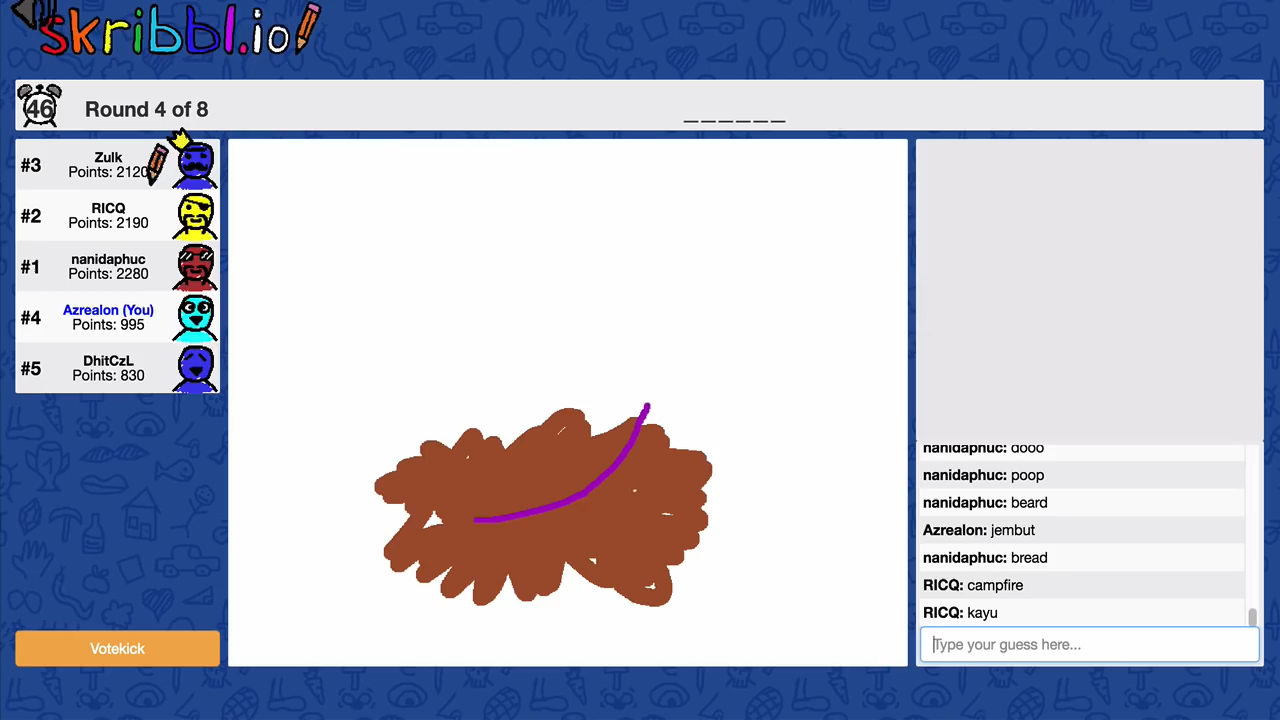 skribbl.io
46
Round 4 of 8
______
#3
Zulk
Points: 2120
#2
RICQ
Points: 2190
#1
nanidaphuc
Points: 2280
#4
Azrealon (You)
Points: 995
#5
DhitCzL
Points: 830
Votekick
nanidaphuc: dooo
nanidaphuc: poop
nanidaphuc: beard
Azrealon: jembut
nanidaphuc: bread
RICQ: campfire
RICQ: kayu
Type your guess here...